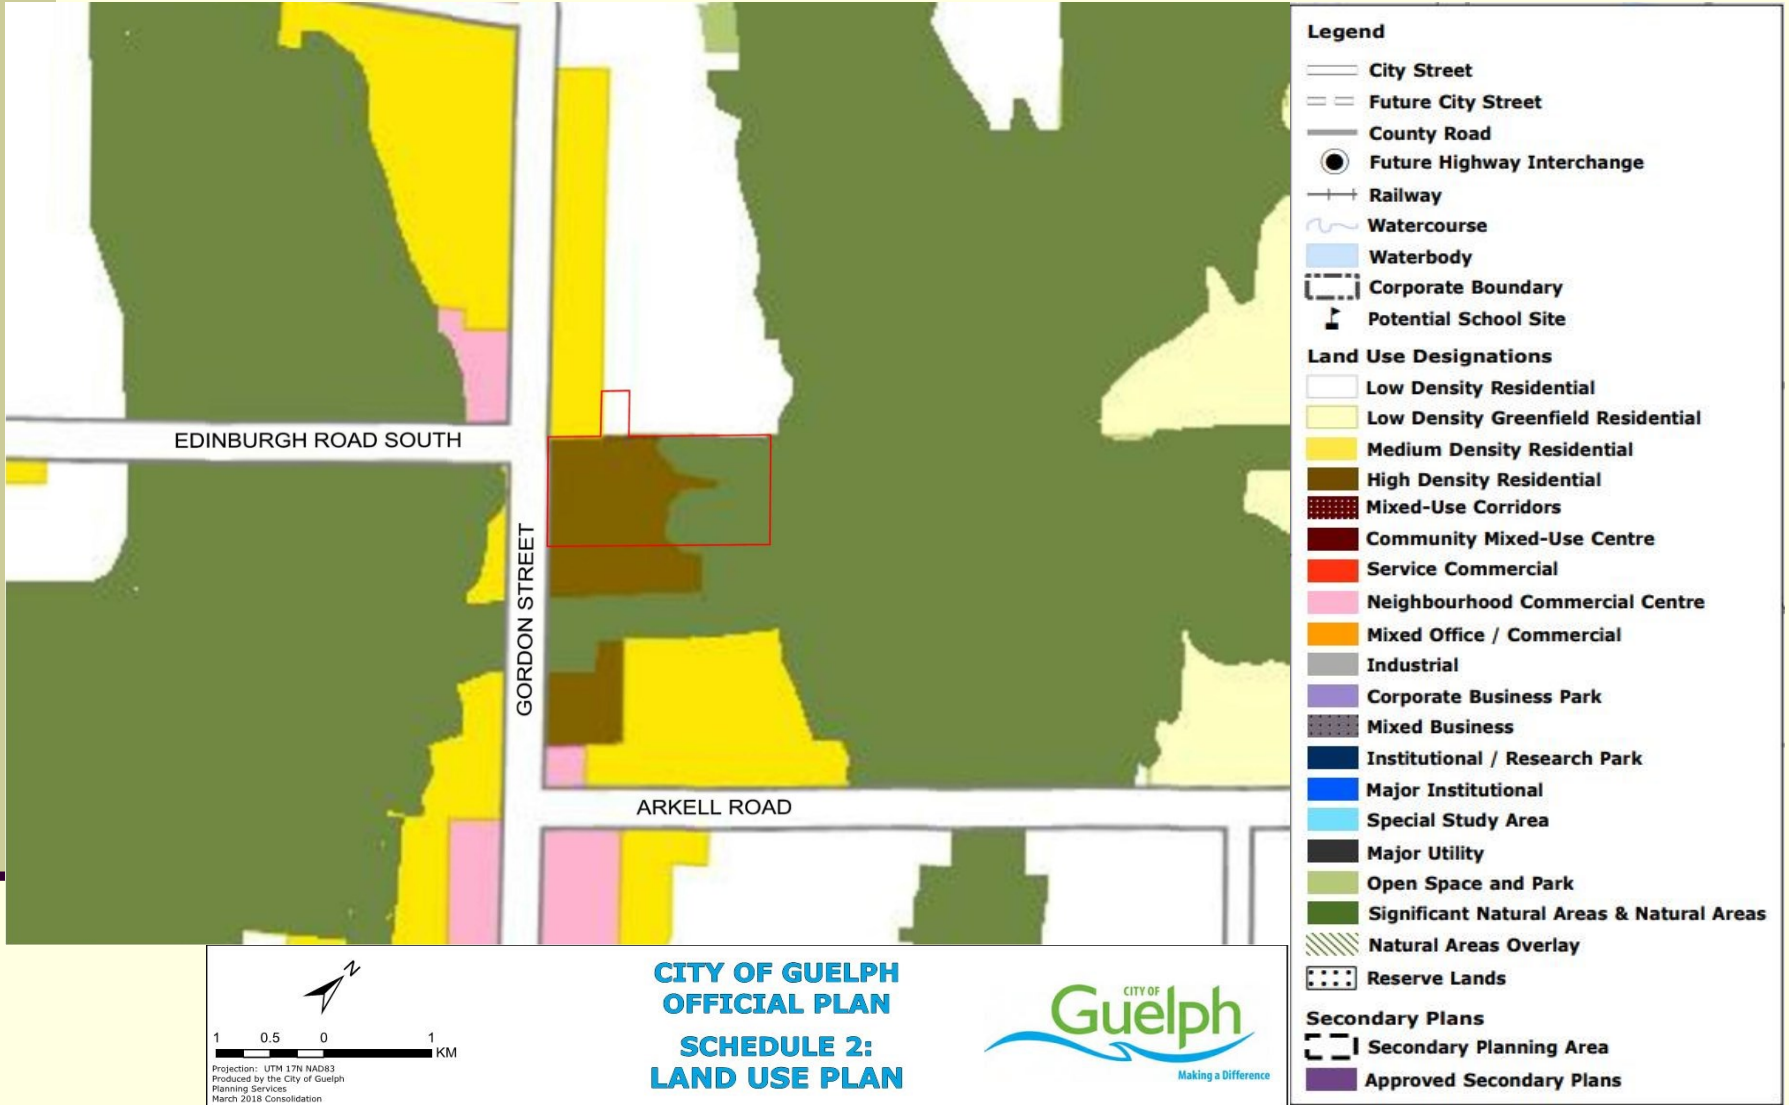 EDINBURGH ROAD SOUTH
GORDON STREET
ARKELL ROAD
Legend
City Street
Future City Street
County Road
Future Highway Interchange
Railway
Watercourse
Waterbody
Corporate Boundary
Potential School Site
Land Use Designations
Low Density Residential
Low Density Greenfield Residential
Medium Density Residential
High Density Residential
Mixed-Use Corridors
Community Mixed-Use Centre
Service Commercial
Neighbourhood Commercial Centre
Mixed Office / Commercial
Industrial
Corporate Business Park
Mixed Business
Institutional / Research Park
Major Institutional
Special Study Area
Major Utility
Open Space and Park
Significant Natural Areas & Natural Areas
Natural Areas Overlay
Reserve Lands
Secondary Plans
Secondary Planning Area
Approved Secondary Plans
N
1 0.5 0 1
KM
Projection: UTM 17N NAD83
Produced by the City of Guelph
Planning Services
March 2018 Consolidation
CITY OF GUELPH
OFFICIAL PLAN
SCHEDULE 2:
LAND USE PLAN
CITY OF
Guelph
Making a Difference